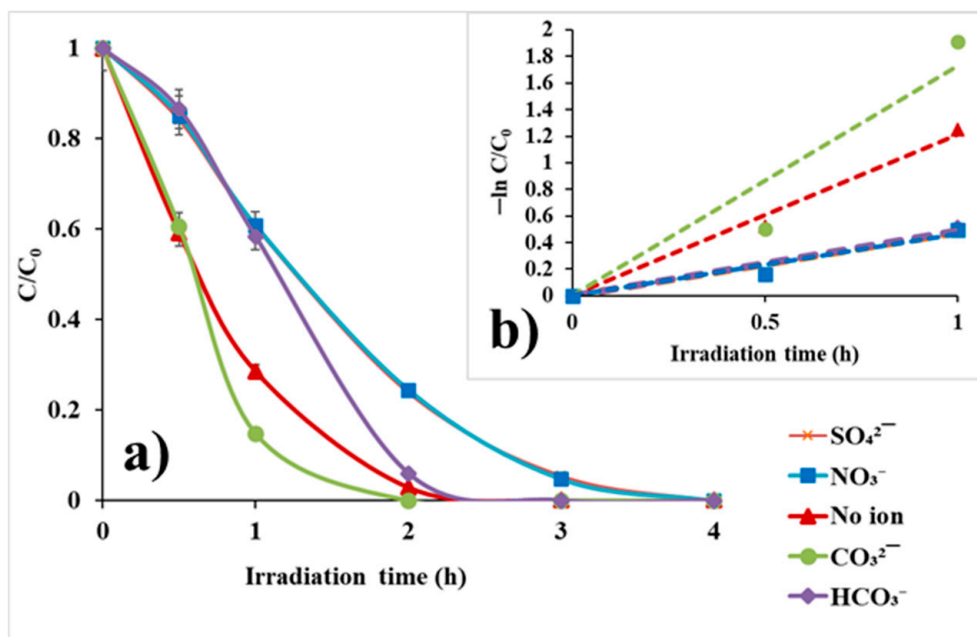 1
0.8
0.6
0.4
0.2
0
C/C₀
0 1 2 3 4
Irradiation time (h)
a)
2
1.8
1.6
1.4
1.2
1
0.8
0.6
0.4
0.2
0
−ln C/C₀
0 0.5 1
Irradiation time (h)
b)
SO₄²⁻
NO₃⁻
No ion
CO₃²⁻
HCO₃⁻